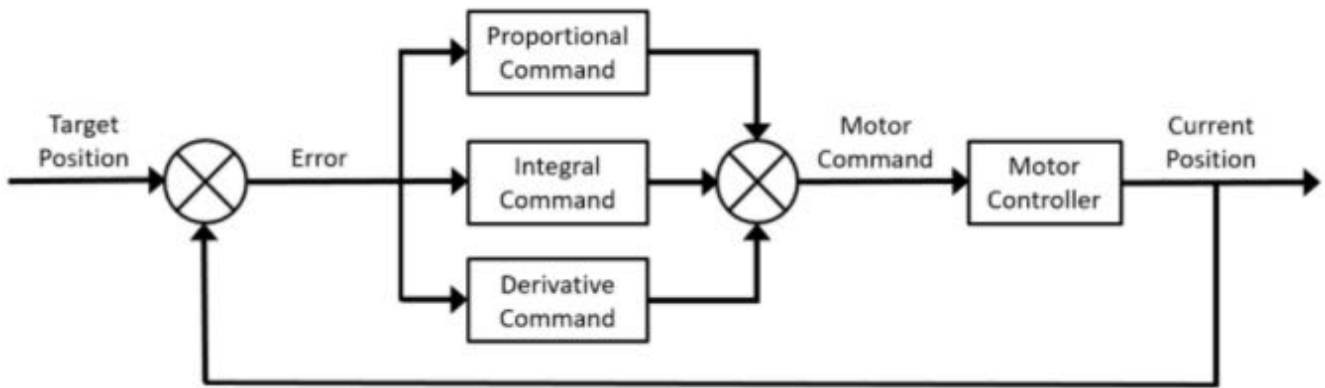 Target
Position
Error
Proportional
Command
Integral
Command
Derivative
Command
Motor
Command
Motor
Controller
Current
Position